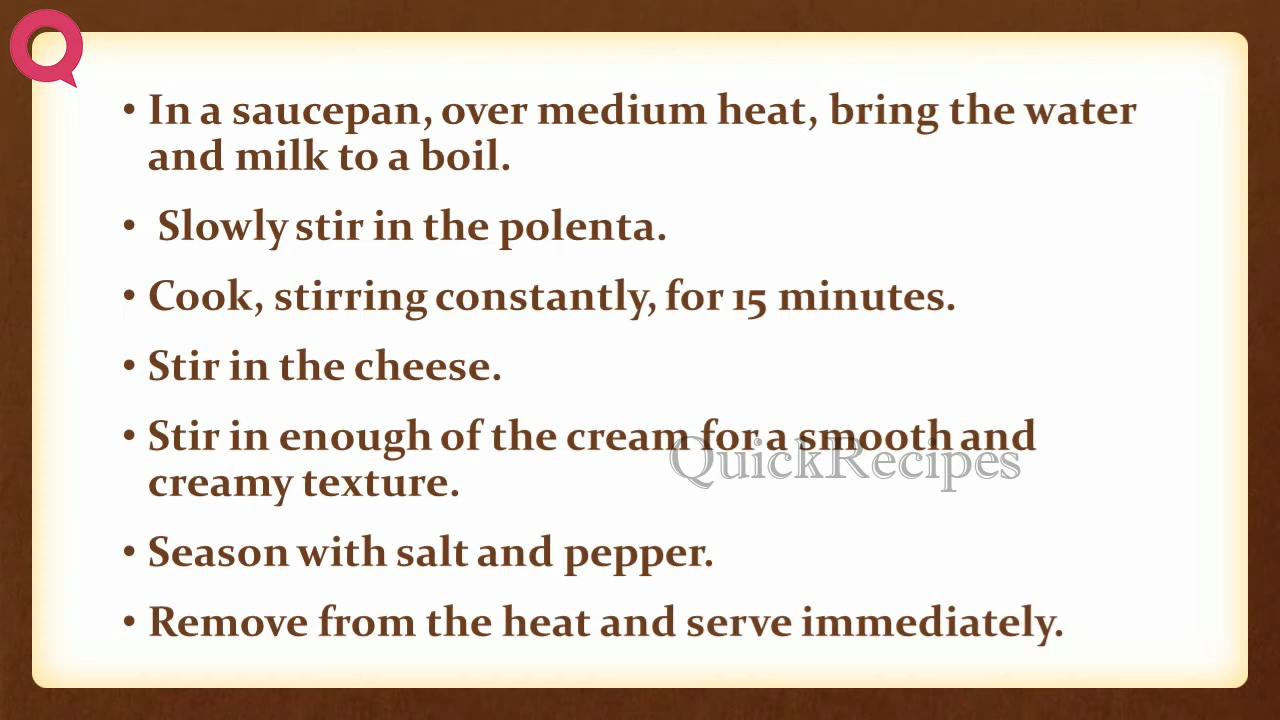 • In a saucepan, over medium heat, bring the water
and milk to a boil.
• Slowly stir in the polenta.
• Cook, stirring constantly, for 15 minutes.
• Stir in the cheese.
• Stir in enough of the cream for a smooth and
creamy texture.
QuickRecipes
• Season with salt and pepper.
• Remove from the heat and serve immediately.